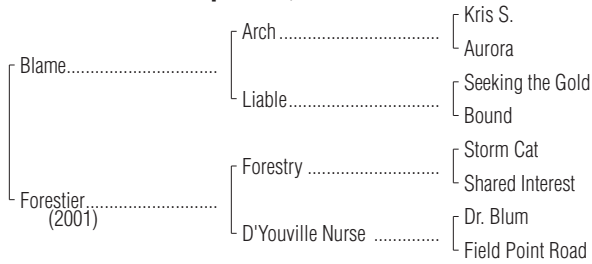 Kris S.
Arch
Aurora
Blame
Seeking the Gold
Liable
Bound
Storm Cat
Forestry
Shared Interest
Forestier
(2001)
Dr. Blum
D'Youville Nurse
Field Point Road